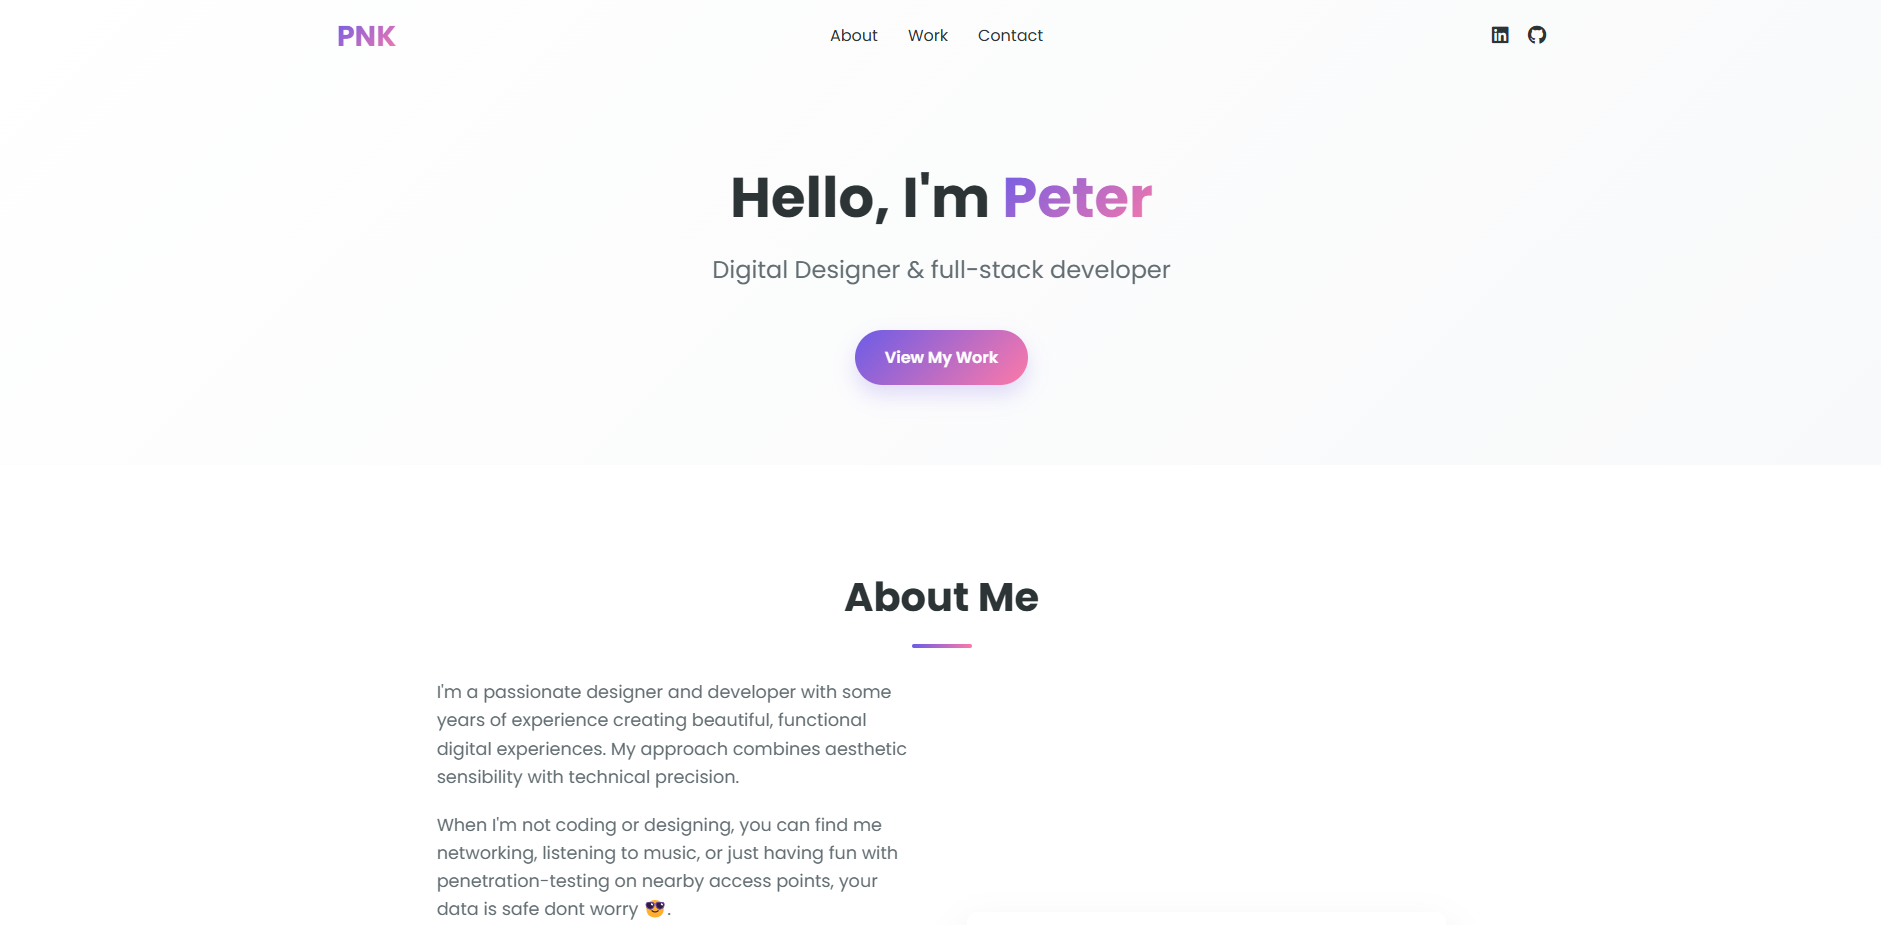 PNK
About Work Contact
Hello, I'm Peter
Digital Designer & full-stack developer
View My Work
About Me
I'm a passionate designer and developer with some
years of experience creating beautiful, functional
digital experiences. My approach combines aesthetic
sensibility with technical precision.
When I'm not coding or designing, you can find me
networking, listening to music, or just having fun with
penetration-testing on nearby access points, your
data is safe dont worry 😎.